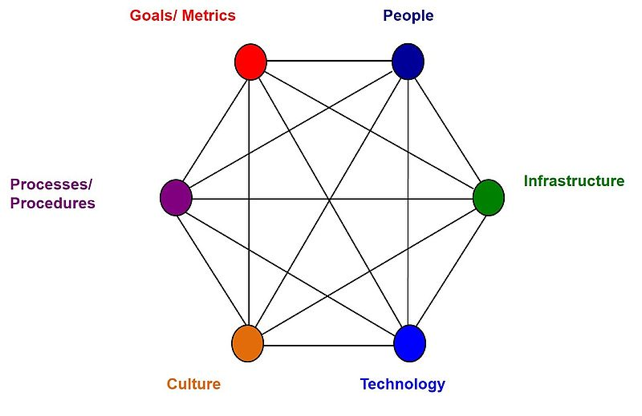 Goals/ Metrics
People
Processes/
Procedures
Infrastructure
Culture
Technology